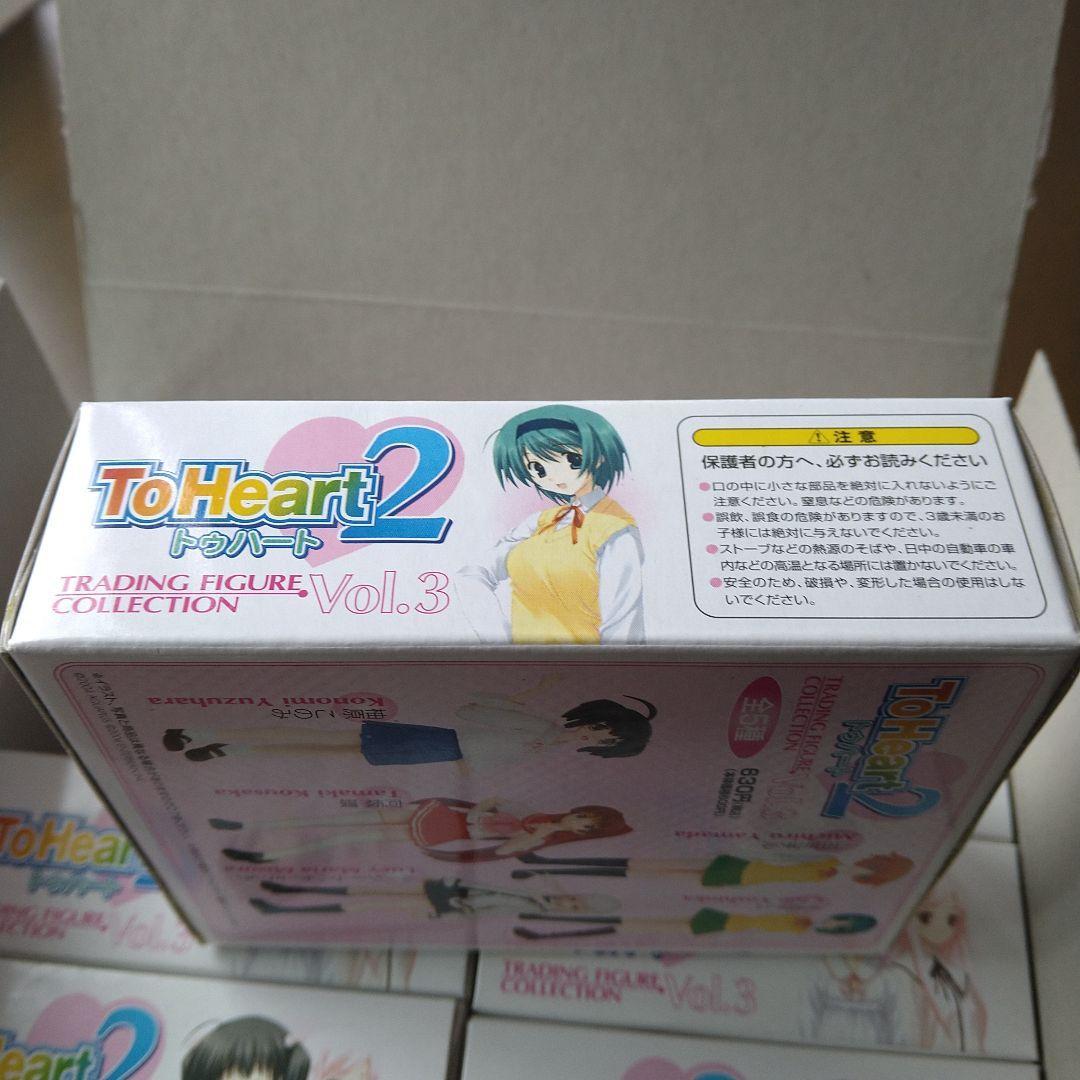 ToHeart2
トゥハート
TRADING FIGURE
COLLECTION Vol.3
注意
保護者の方へ、必ずお読みください
●口の中に小さな部品を絶対に入れないようにご
注意ください。窒息などの危険があります。
●誤飲、誤食の危険がありますので、3歳未満のお
子様には絶対に与えないでください。
●ストーブなどの熱源のそばや、日中の自動車の車
内などの高温となる場所には置かないでください。
●安全のため、破損や、変形した場合の使用はしな
いでください。
ToHeart2
トゥハート
TRADING FIGURE
COLLECTION Vol.3
全5種
630円
柚原 このみ
Konomi Yuzuhara
Tamaki Kousaka
Michiru Yamada
ToHear
トゥハート
TRADING FIGURE
COLLECTION Vol.3
TRADING FIGURE
COLLECTION Vol.3
Heart2